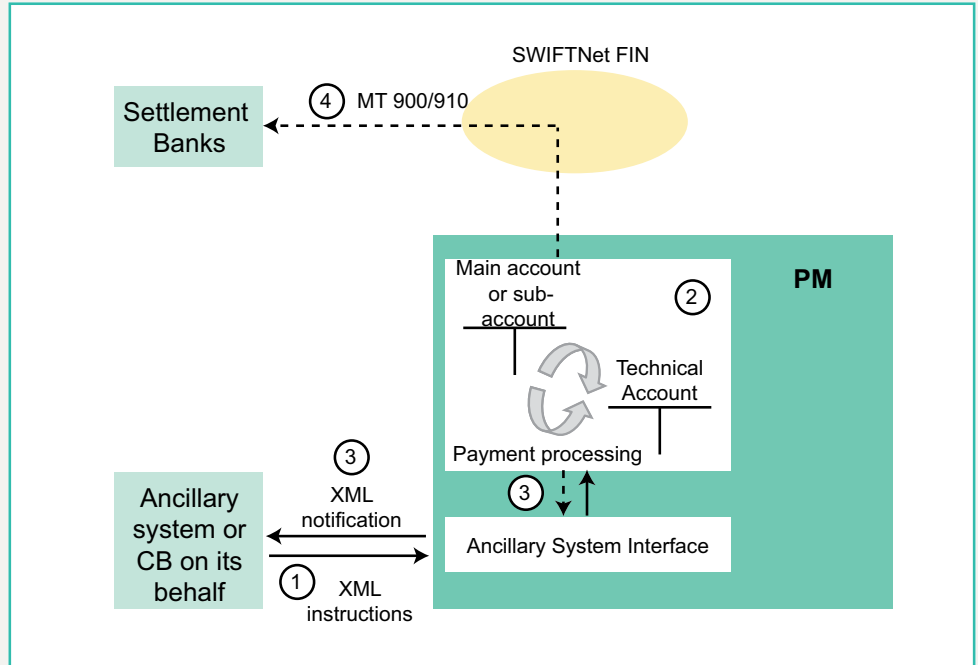 SWIFTNet FIN
4 MT 900/910
Settlement
Banks
PM
Main account
or sub-
account
2
Technical
Account
Payment processing
3
3
XML
notification
Ancillary
system or
CB on its
behalf
Ancillary System Interface
1
XML
instructions